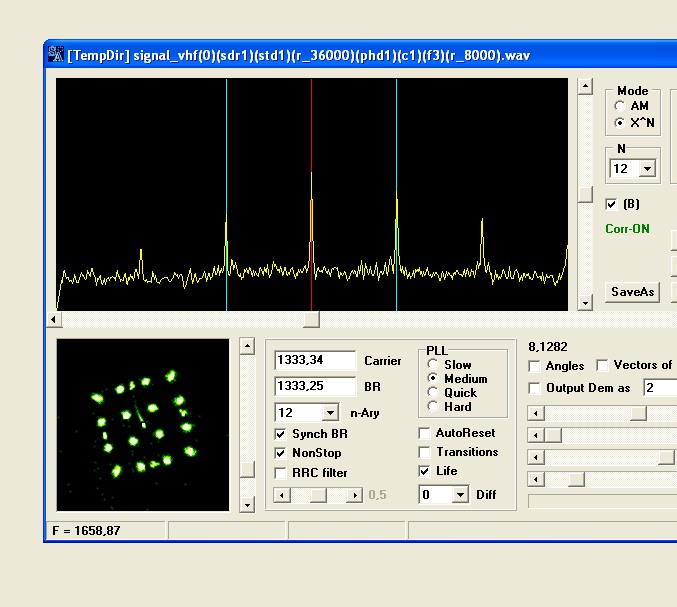 [TempDir] signal_vhf(0)(sdr1)(std1)(r_36000)(phd1)(c1)(f3)(r_8000).wav
Mode
AM
X^N
N
12
(B)
Corr-ON
SaveAs
1333,34 Carrier
1333,25 BR
12 n-Ary
Synch BR
NonStop
RRC filter
0,5
PLL
Slow
Medium
Quick
Hard
AutoReset
Transitions
Life
0 Diff
8,1282
Angles Vectors of
Output Dem as 2
F = 1658,87